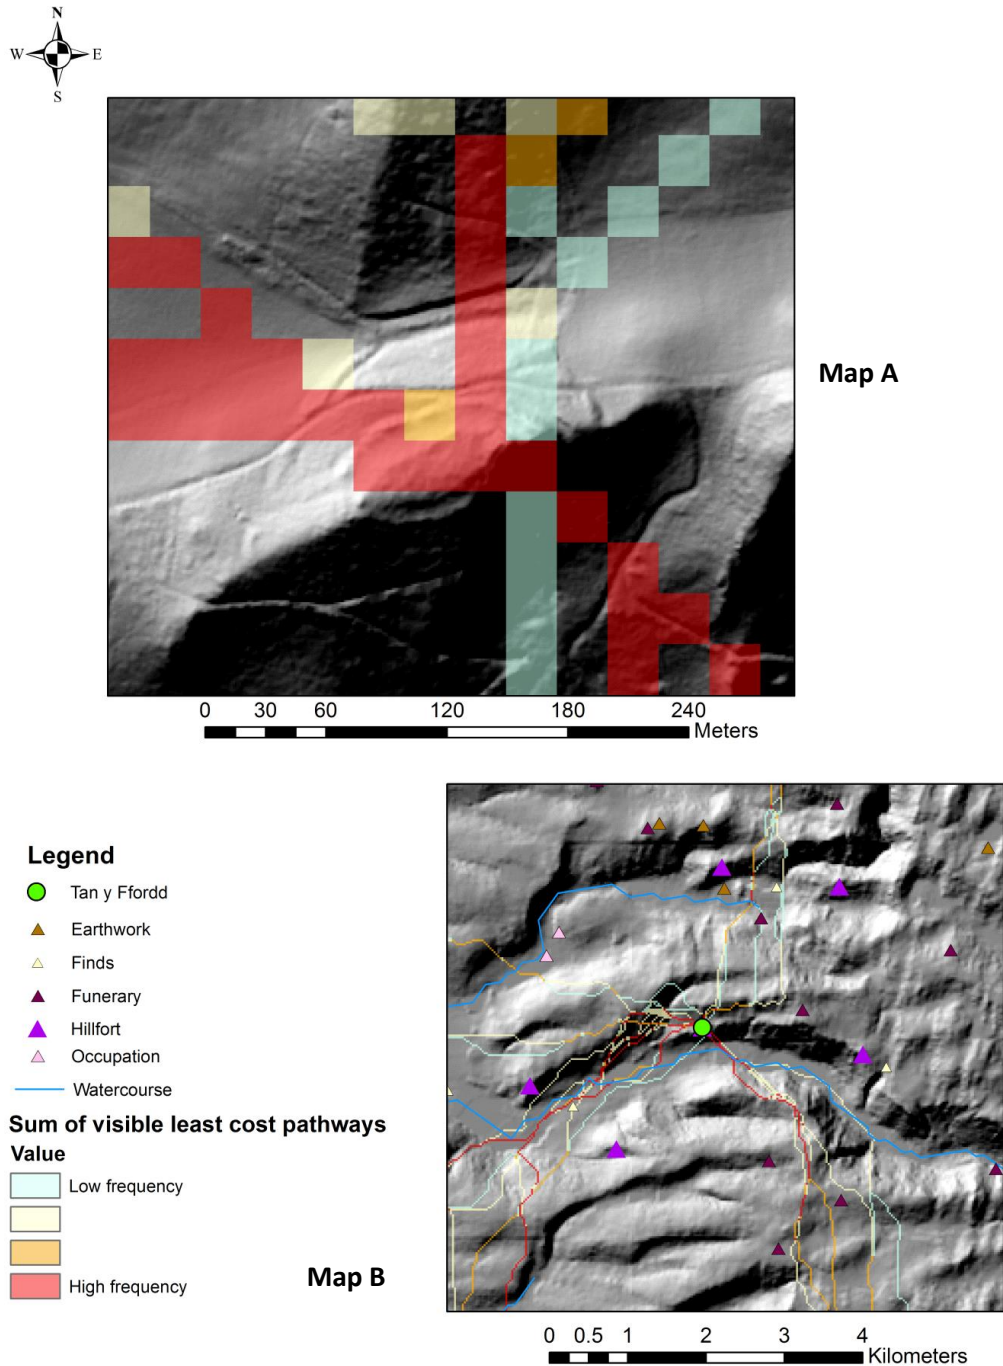 N
W E
S
Map A
0 30 60 120 180 240
Meters
Legend
Tan y Ffordd
Earthwork
Finds
Funerary
Hillfort
Occupation
Watercourse
Sum of visible least cost pathways
Value
Low frequency
High frequency
Map B
0 0.5 1 2 3 4
Kilometers